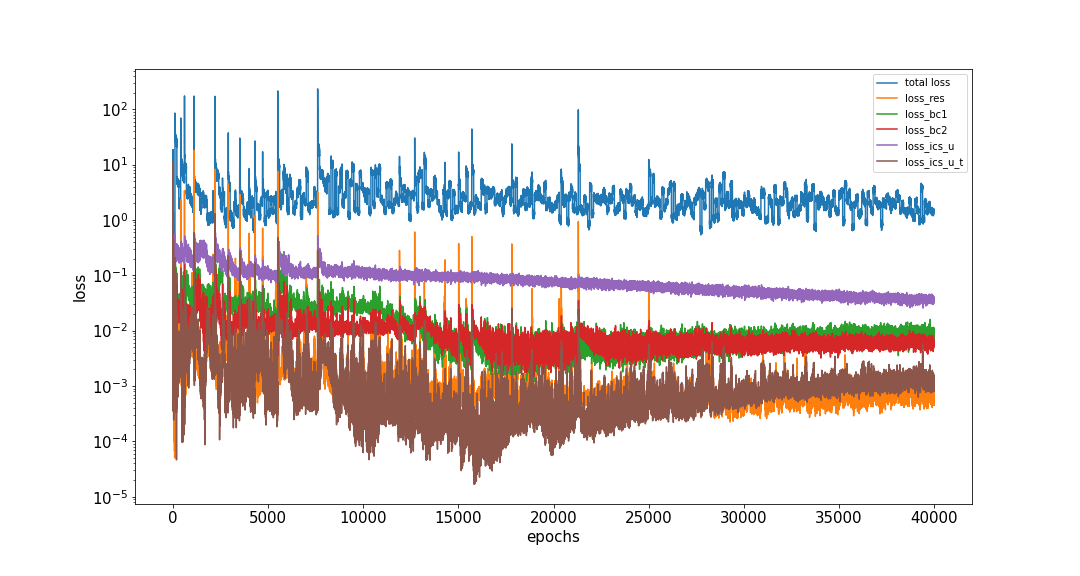 total loss
loss_res
loss_bc1
loss_bc2
loss_ics_u
loss_ics_u_t
10²
10¹
10⁰
10⁻¹
10⁻²
10⁻³
10⁻⁴
10⁻⁵
loss
0 5000 10000 15000 20000 25000 30000 35000 40000
epochs